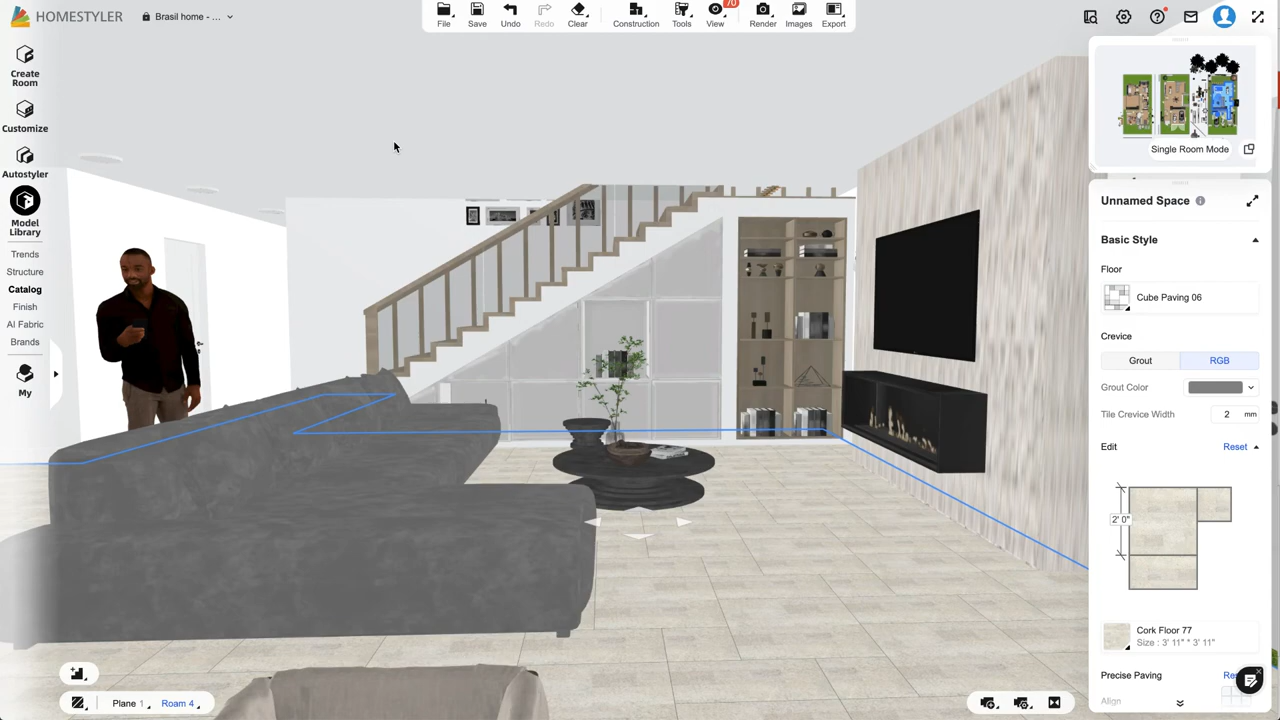 HOMESTYLER
Brasil home - ...
File
Save
Undo
Redo
Clear
Construction
Tools
70
View
Render
Images
Export
Create
Room
Customize
Autostyler
Model
Library
Trends
Structure
Catalog
Finish
AI Fabric
Brands
My
Single Room Mode
Unnamed Space
Basic Style
Floor
Cube Paving 06
Crevice
Grout
RGB
Grout Color
Tile Crevice Width
2 mm
Edit
Reset
2' 0"
Cork Floor 77
Size : 3' 11" * 3' 11"
Precise Paving
Align
Plane 1
Roam 4